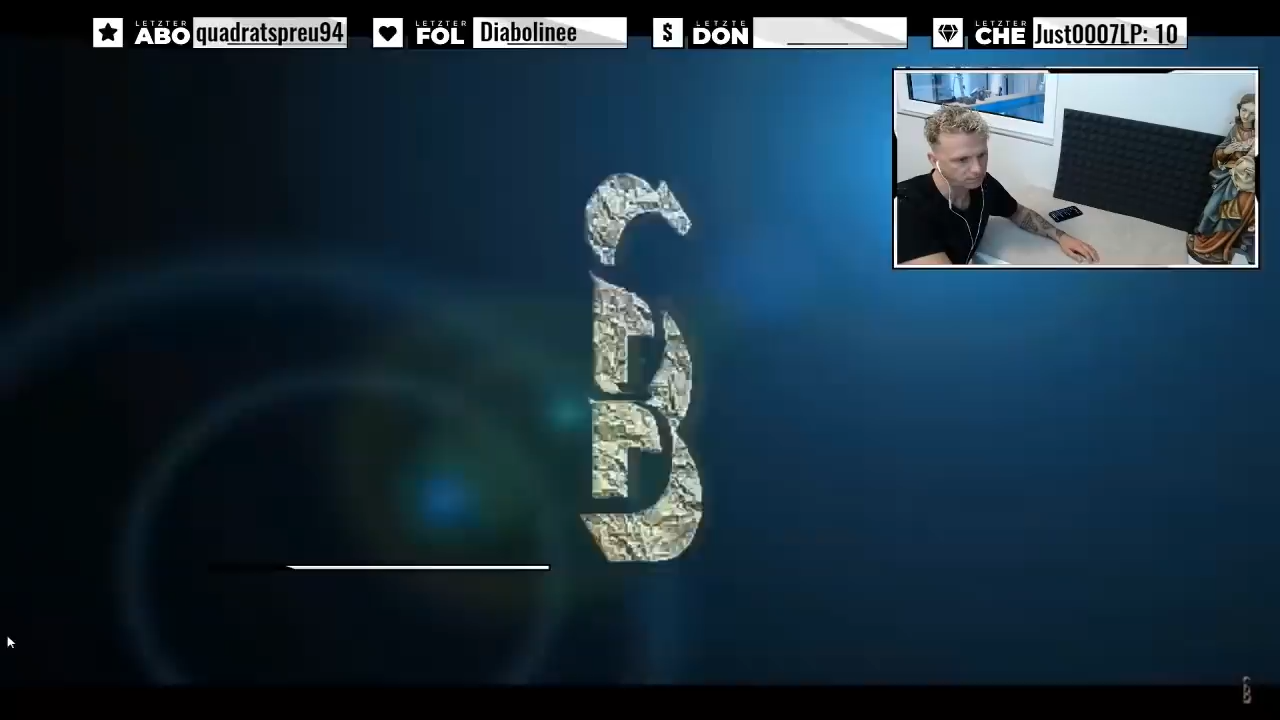 LETZTER
ABO quadratspreu94
LETZTER
FOL Diabolinee
LETZTE
DON
LETZTER
CHE Just0007LP: 10